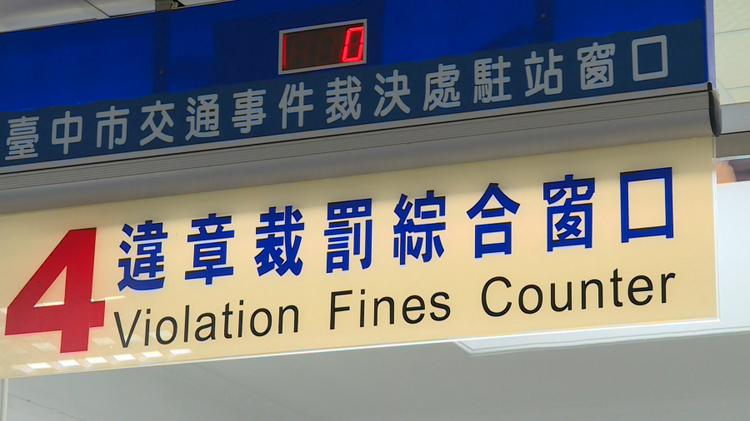 臺中市交通事件裁決處駐站窗口
4 違章裁罰綜合窗口
Violation Fines Counter